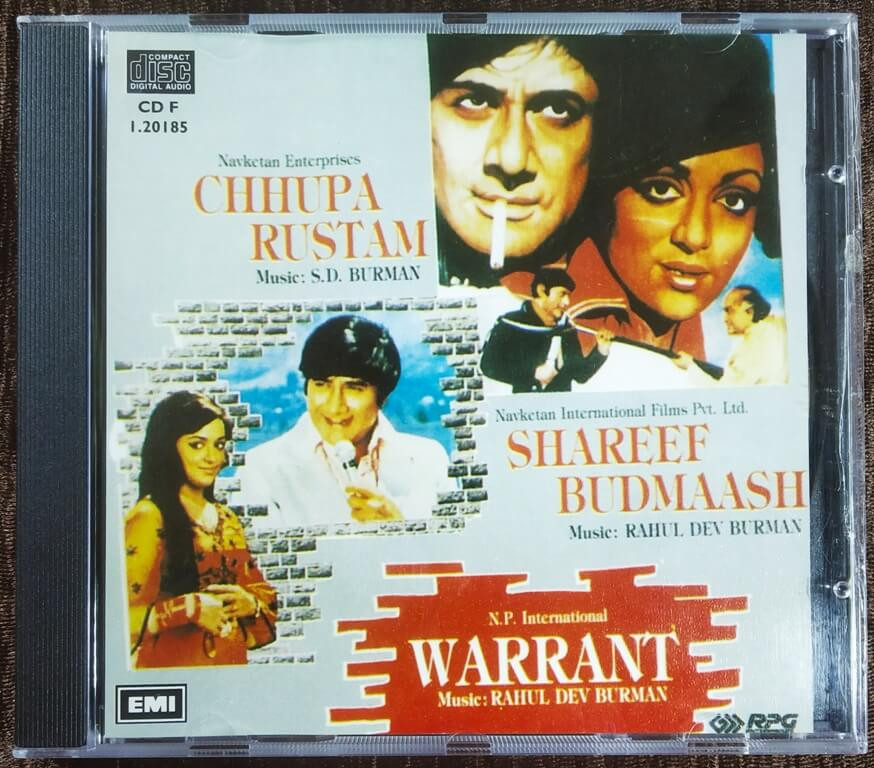 COMPACT
disc
DIGITAL AUDIO
CD F
1.20185
Navketan Enterprises
CHHUPA
RUSTAM
Music: S.D. BURMAN
Navketan International Films Pvt. Ltd.
SHAREEF
BUDMAASH
Music: RAHUL DEV BURMAN
N.P. International
WARRANT
Music: RAHUL DEV BURMAN
EMI
RPG